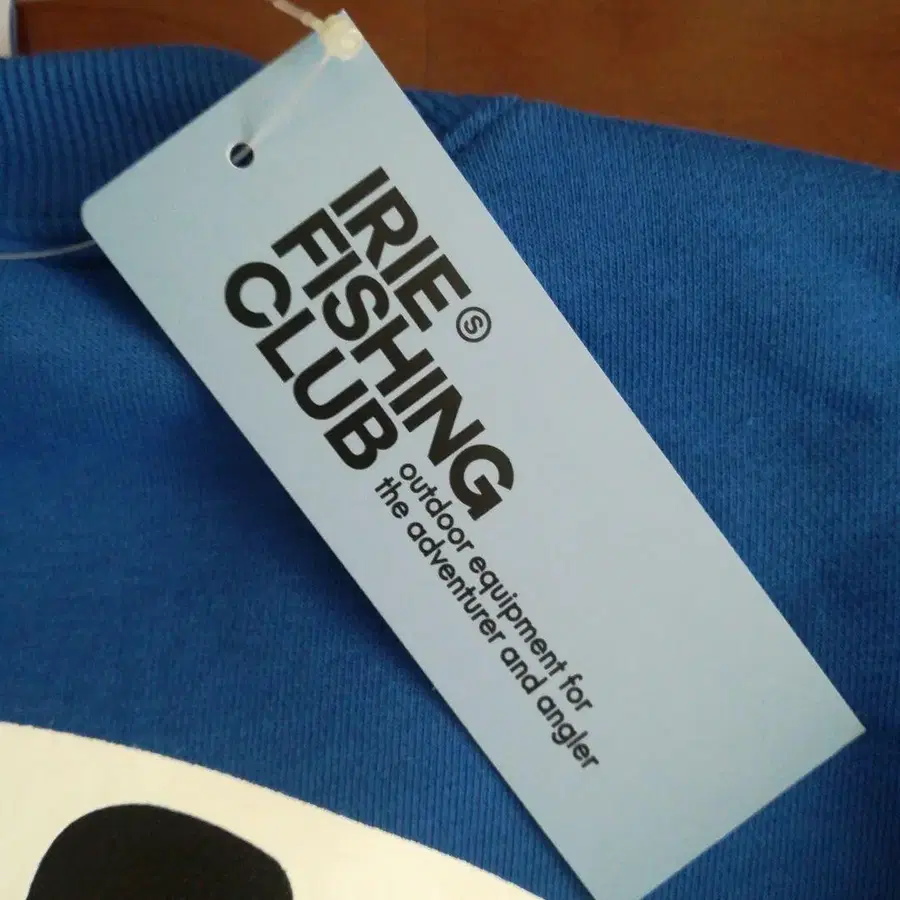 IRIE Ⓢ
FISHING
CLUB
outdoor equipment for
the adventurer and angler